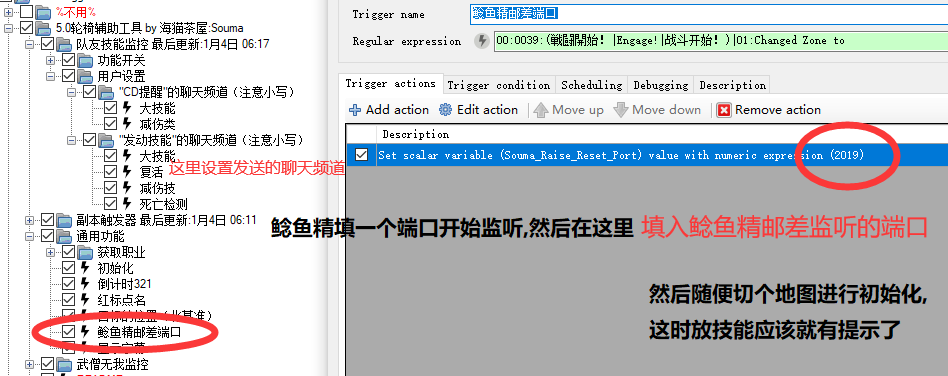 %不用
5.0轮椅辅助工具 by 海猫茶屋:Souma
队友技能监控 最后更新:1月4日 06:17
功能开关
用户设置
"CD提醒"的聊天频道（注意小写）
大技能
减伤类
"发动技能"的聊天频道（注意小写）
大技能
复活
减伤技
死亡检测
这里设置发送的聊天频道
副本触发器 最后更新:1月4日 06:11
通用功能
获取职业
初始化
倒计时321
红标点名
目标的位置（北基准）
鲶鱼精邮差端口
显示字幕
武僧无我监控
Trigger name
鲶鱼精邮差端口
Regular expression
00:0039:(戦闘開始！|Engage!|战斗开始！)|01:Changed Zone to
Trigger actions
Trigger condition
Scheduling
Debugging
Description
Add action
Edit action
Move up
Move down
Remove action
Description
Set scalar variable (Souma_Raise_Reset_Port) value with numeric expression (2019)
鲶鱼精填一个端口开始监听,然后在这里 填入鲶鱼精邮差监听的端口
然后随便切个地图进行初始化,
这时放技能应该就有提示了